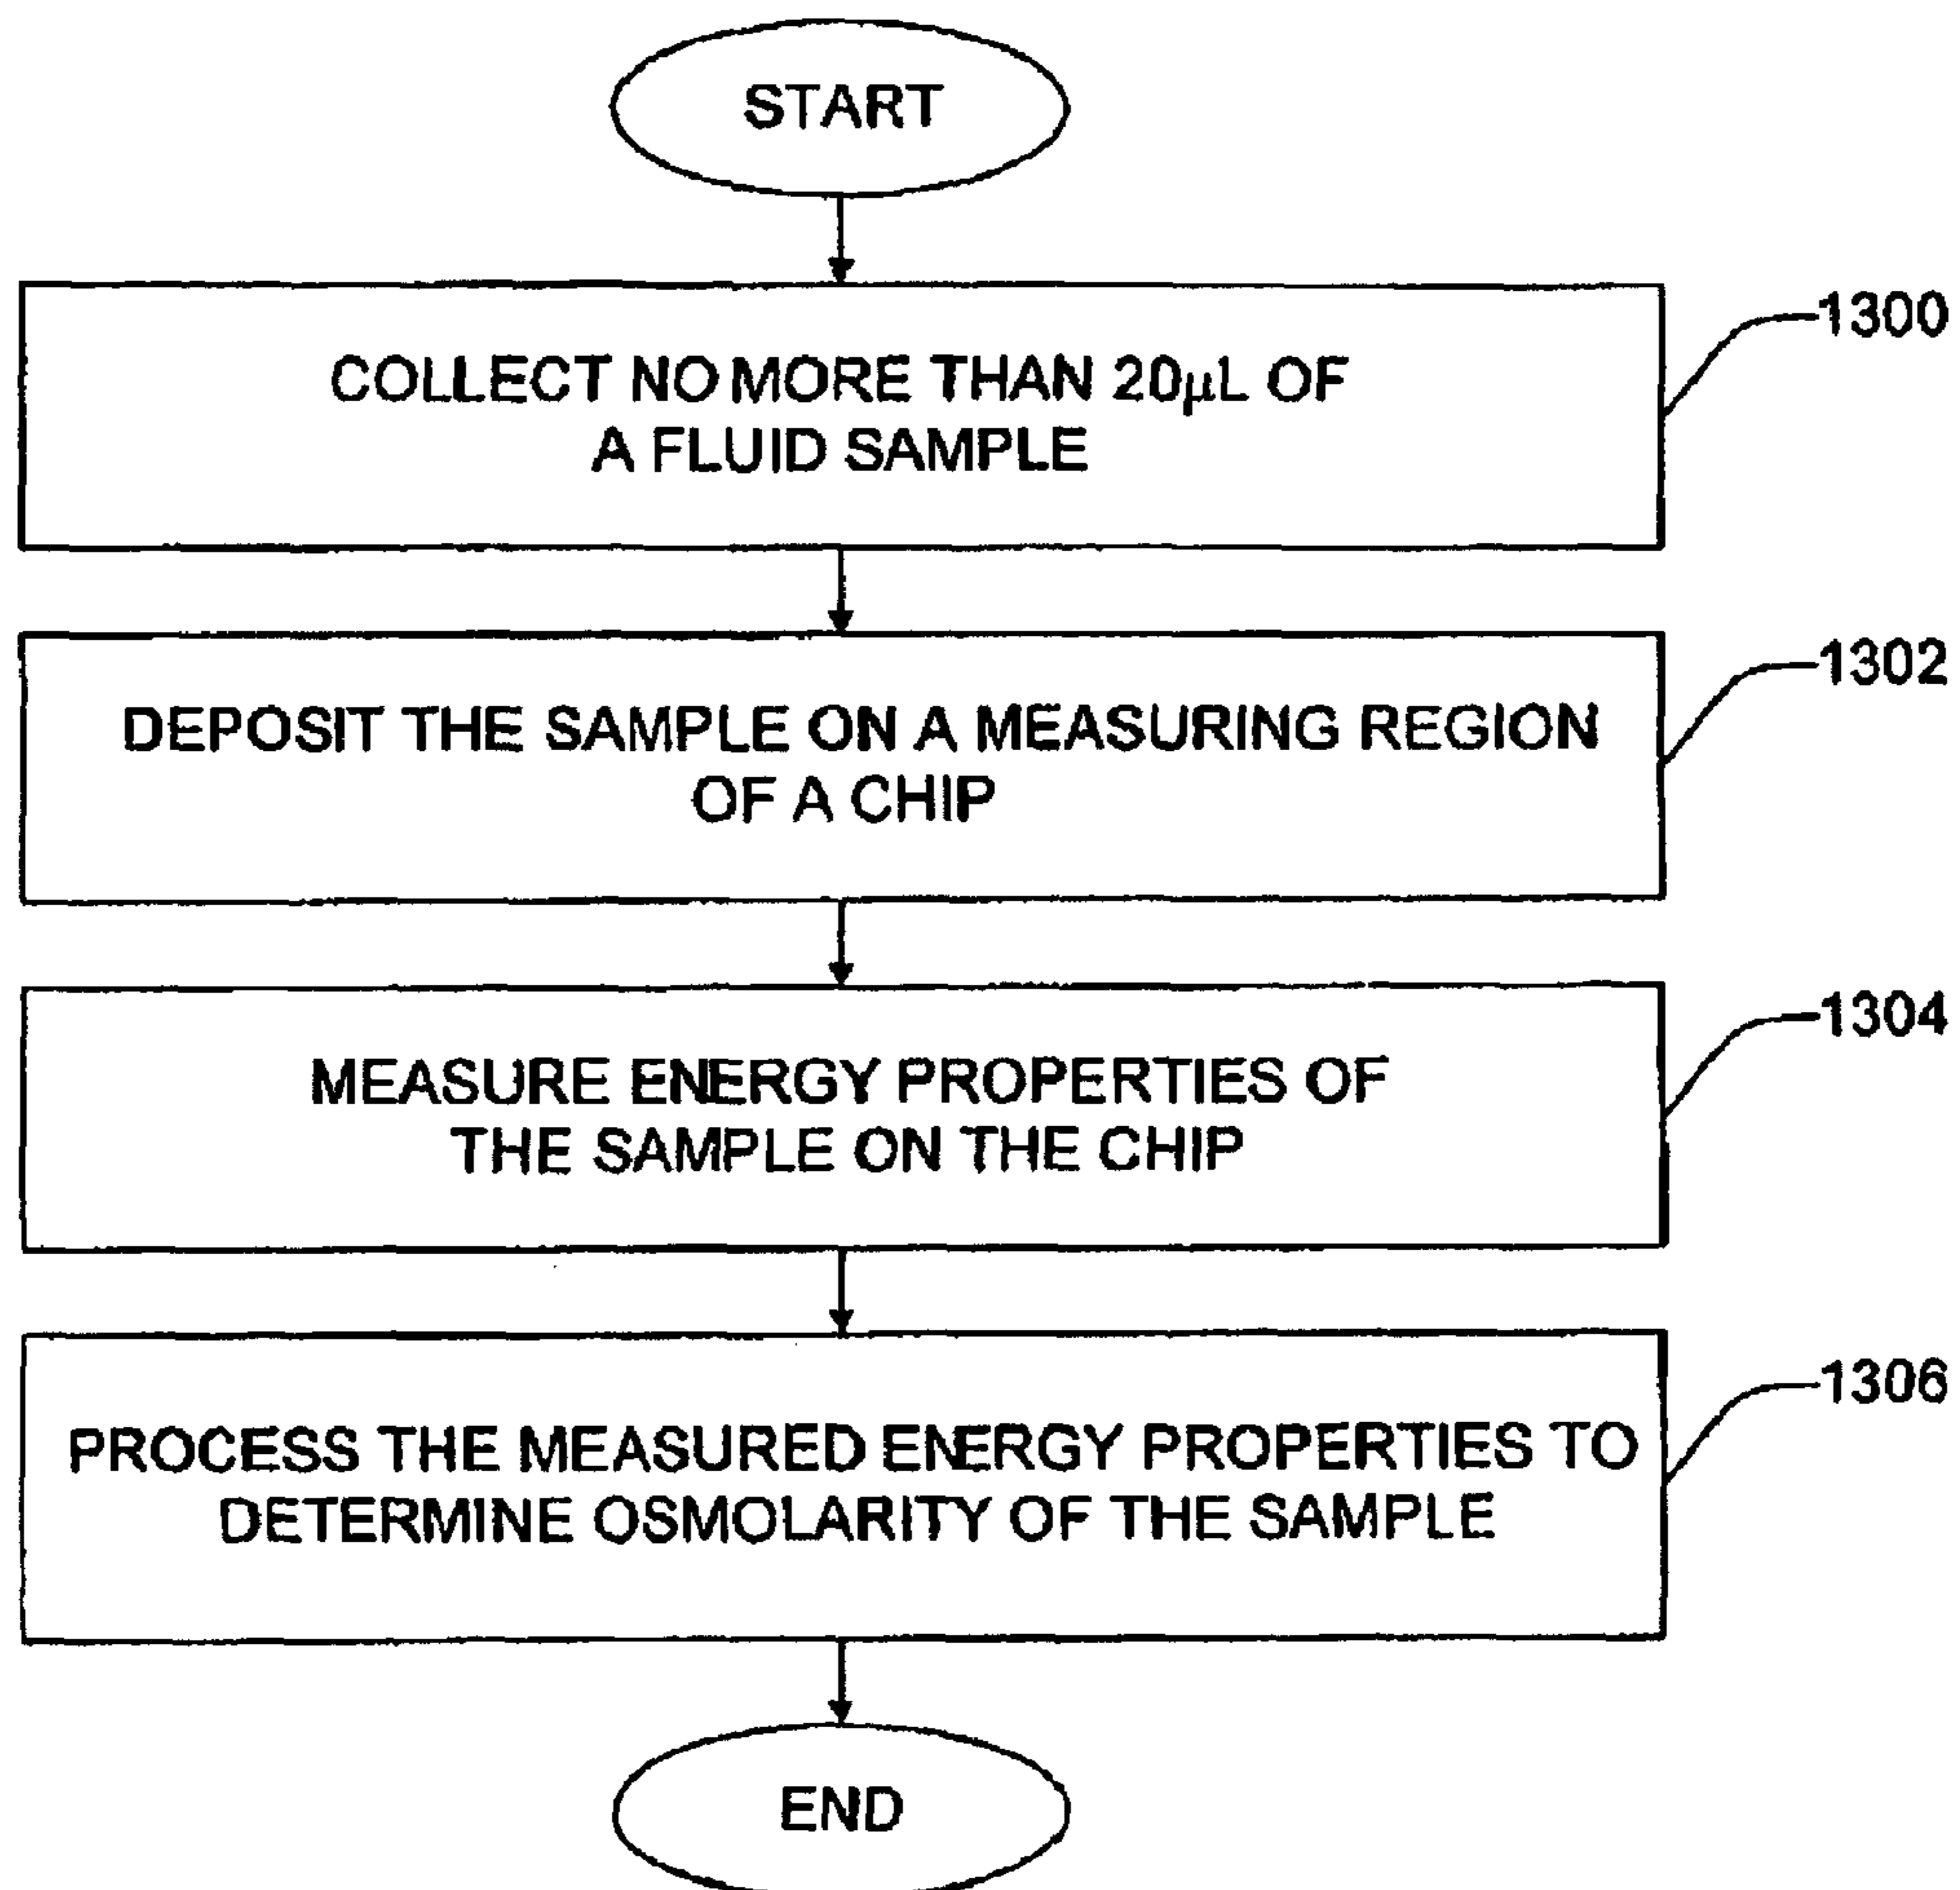 START
1300
COLLECT NO MORE THAN 20µL OF
A FLUID SAMPLE
1302
DEPOSIT THE SAMPLE ON A MEASURING REGION
OF A CHIP
1304
MEASURE ENERGY PROPERTIES OF
THE SAMPLE ON THE CHIP
1306
PROCESS THE MEASURED ENERGY PROPERTIES TO
DETERMINE OSMOLARITY OF THE SAMPLE
END